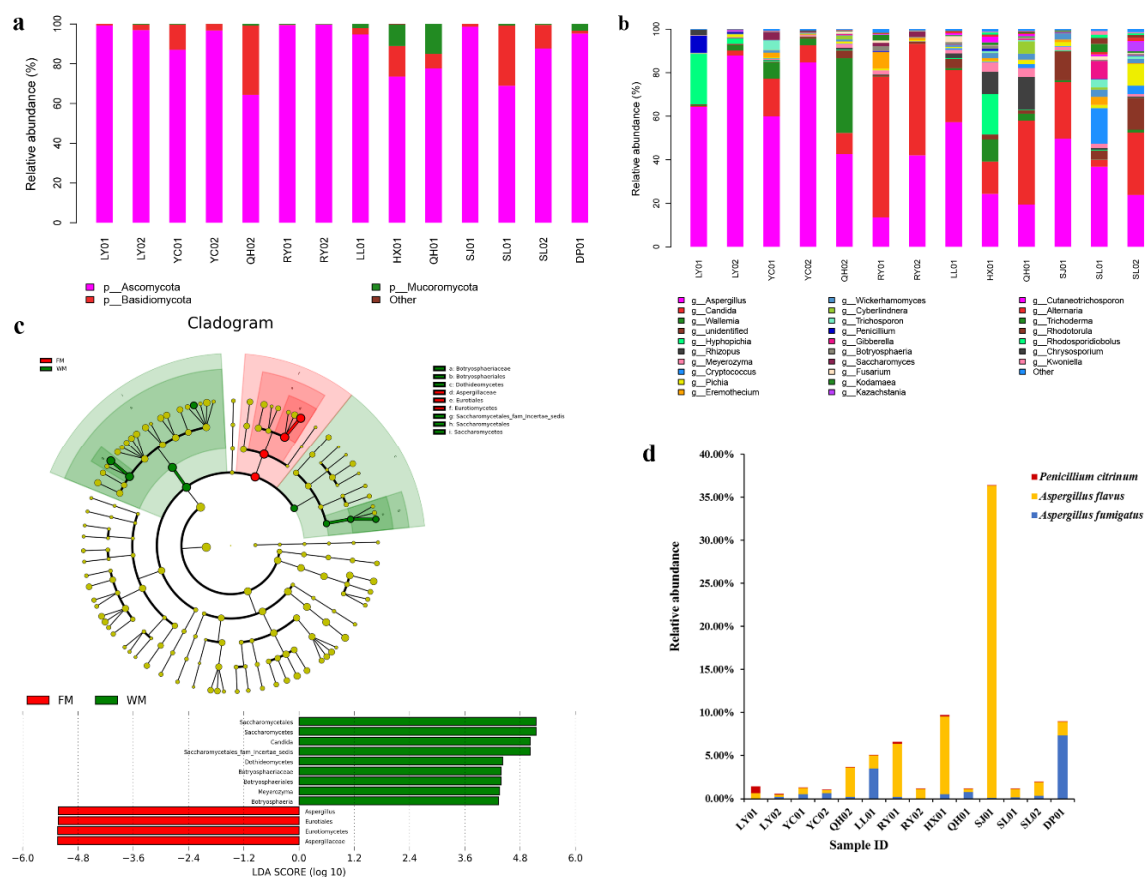 a
Relative abundance (%)
100
80
60
40
20
0
LY01 LY02 YC01 YC02 QH02 RY01 RY02 LL01 HX01 QH01 SJ01 SL01 SL02 DP01
p__Ascomycota p__Mucoromycota
p__Basidiomycota Other
b
Relative abundance (%)
100
80
60
40
20
0
LY01 LY02 YC01 YC02 QH02 RY01 RY02 LL01 HX01 QH01 SJ01 SL01 SL02
g__Aspergillus g__Wickerhamomyces g__Cutaneotrichosporon
g__Candida g__Cyberlindnera g__Alternaria
g__Wallemia g__Trichosporon g__Trichoderma
g__unidentified g__Penicillium g__Rhodotorula
g__Hyphopichia g__Gibberella g__Rhodosporidiobolus
g__Rhizopus g__Botryosphaeria g__Chrysosporium
g__Meyerozyma g__Saccharomyces g__Kwoniella
g__Cryptococcus g__Fusarium Other
g__Pichia g__Kodamaea
g__Eremothecium g__Kazachstania
c
Cladogram
FM
WM
a: Botryosphaeriaceae
b: Botryosphaeriales
c: Dothideomycetes
d: Aspergillaceae
e: Eurotiales
f: Eurotiomycetes
g: Saccharomycetales_fam_Incertae_sedis
h: Saccharomycetales
i: Saccharomycetes
FM WM
Saccharomycetales
Saccharomycetes
Candida
Saccharomycetales_fam_Incertae_sedis
Dothideomycetes
Botryosphaeriaceae
Botryosphaeriales
Meyerozyma
Botryosphaeria
Aspergillus
Eurotiales
Eurotiomycetes
Aspergillaceae
−6.0 −4.8 −3.6 −2.4 −1.2 0.0 1.2 2.4 3.6 4.8 6.0
LDA SCORE (log 10)
d
Relative abundance
40.00%
35.00%
30.00%
25.00%
20.00%
15.00%
10.00%
5.00%
0.00%
Penicillium citrinum
Aspergillus flavus
Aspergillus fumigatus
LY01 LY02 YC01 YC02 QH02 LL01 RY01 RY02 HX01 QH01 SJ01 SL01 SL02 DP01
Sample ID